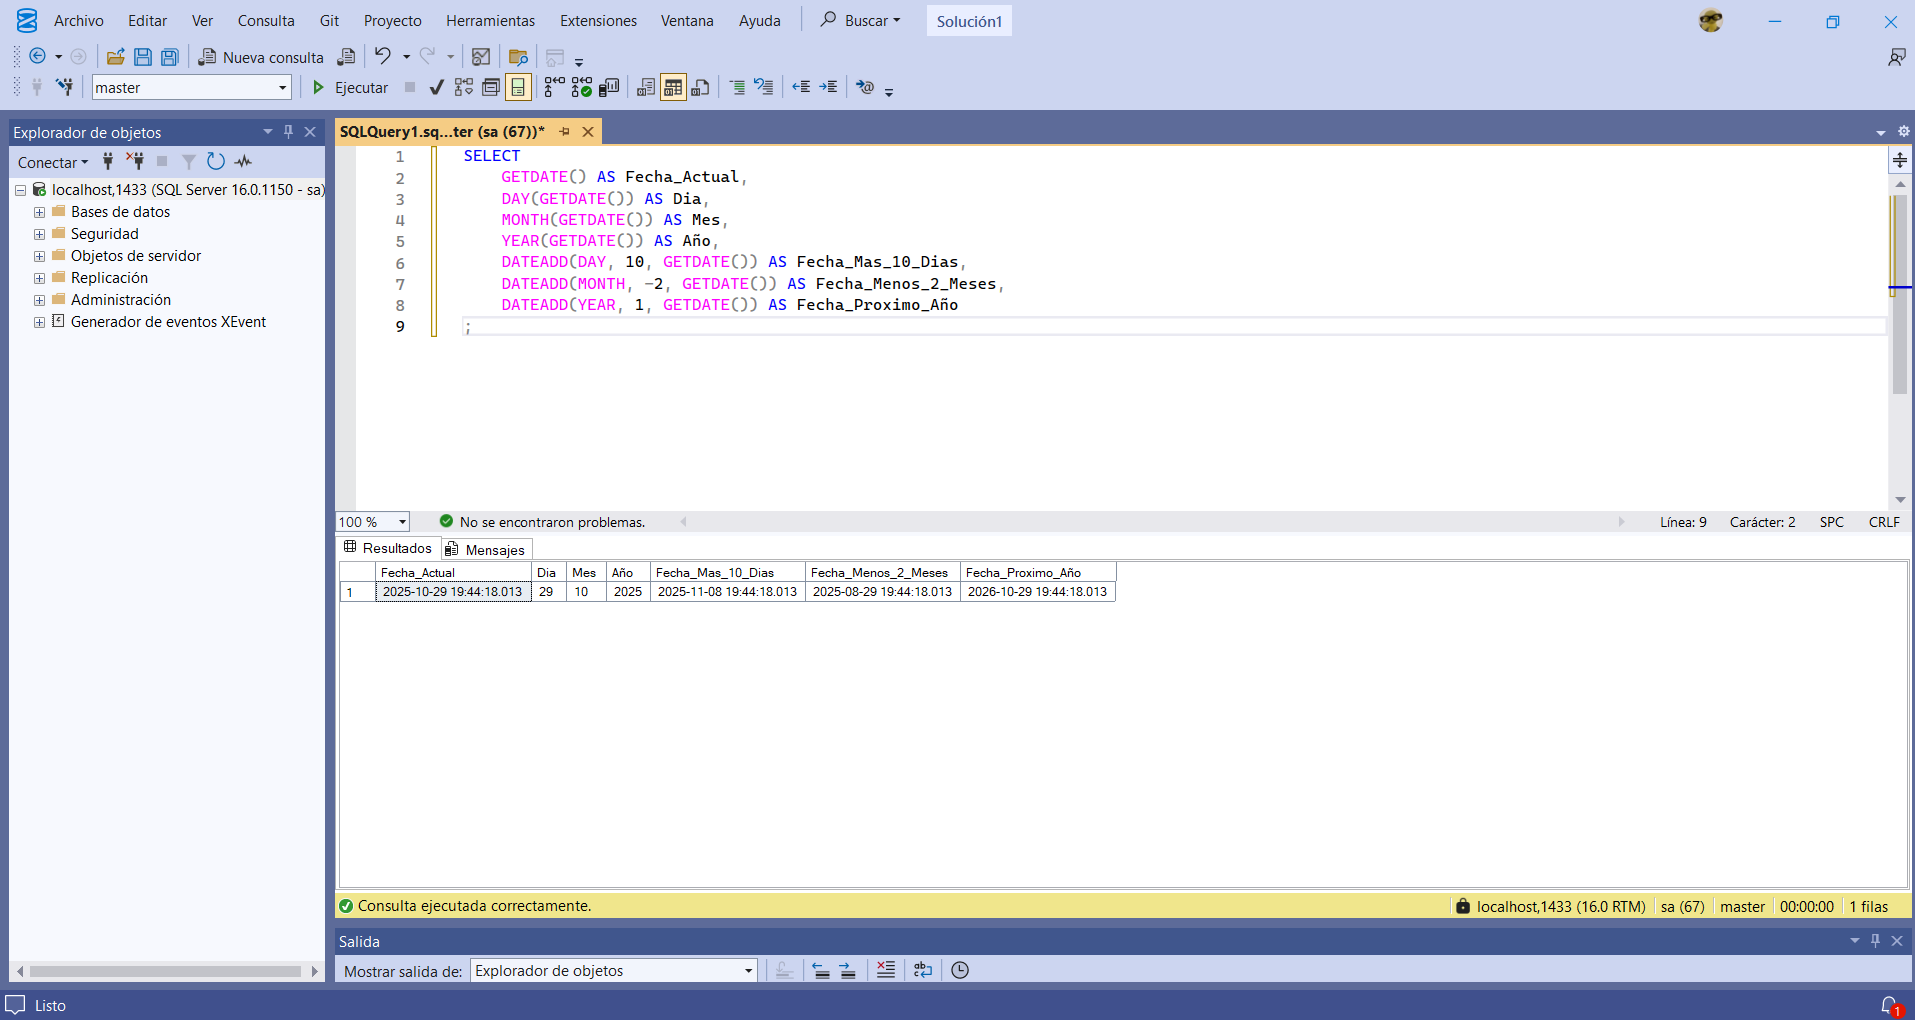 Archivo Editar Ver Consulta Git Proyecto Herramientas Extensiones Ventana Ayuda Buscar Solución1
Nueva consulta
master Ejecutar
Explorador de objetos
Conectar
localhost,1433 (SQL Server 16.0.1150 - sa)
Bases de datos
Seguridad
Objetos de servidor
Replicación
Administración
Generador de eventos XEvent
SQLQuery1.sq...ter (sa (67))*
1 SELECT
2 GETDATE() AS Fecha_Actual,
3 DAY(GETDATE()) AS Dia,
4 MONTH(GETDATE()) AS Mes,
5 YEAR(GETDATE()) AS Año,
6 DATEADD(DAY, 10, GETDATE()) AS Fecha_Mas_10_Dias,
7 DATEADD(MONTH, -2, GETDATE()) AS Fecha_Menos_2_Meses,
8 DATEADD(YEAR, 1, GETDATE()) AS Fecha_Proximo_Año
9 ;
100 % No se encontraron problemas. Línea: 9 Carácter: 2 SPC CRLF
Resultados Mensajes
Fecha_Actual Dia Mes Año Fecha_Mas_10_Dias Fecha_Menos_2_Meses Fecha_Proximo_Año
1 2025-10-29 19:44:18.013 29 10 2025 2025-11-08 19:44:18.013 2025-08-29 19:44:18.013 2026-10-29 19:44:18.013
Consulta ejecutada correctamente. localhost,1433 (16.0 RTM) sa (67) master 00:00:00 1 filas
Salida
Mostrar salida de: Explorador de objetos
Listo 1